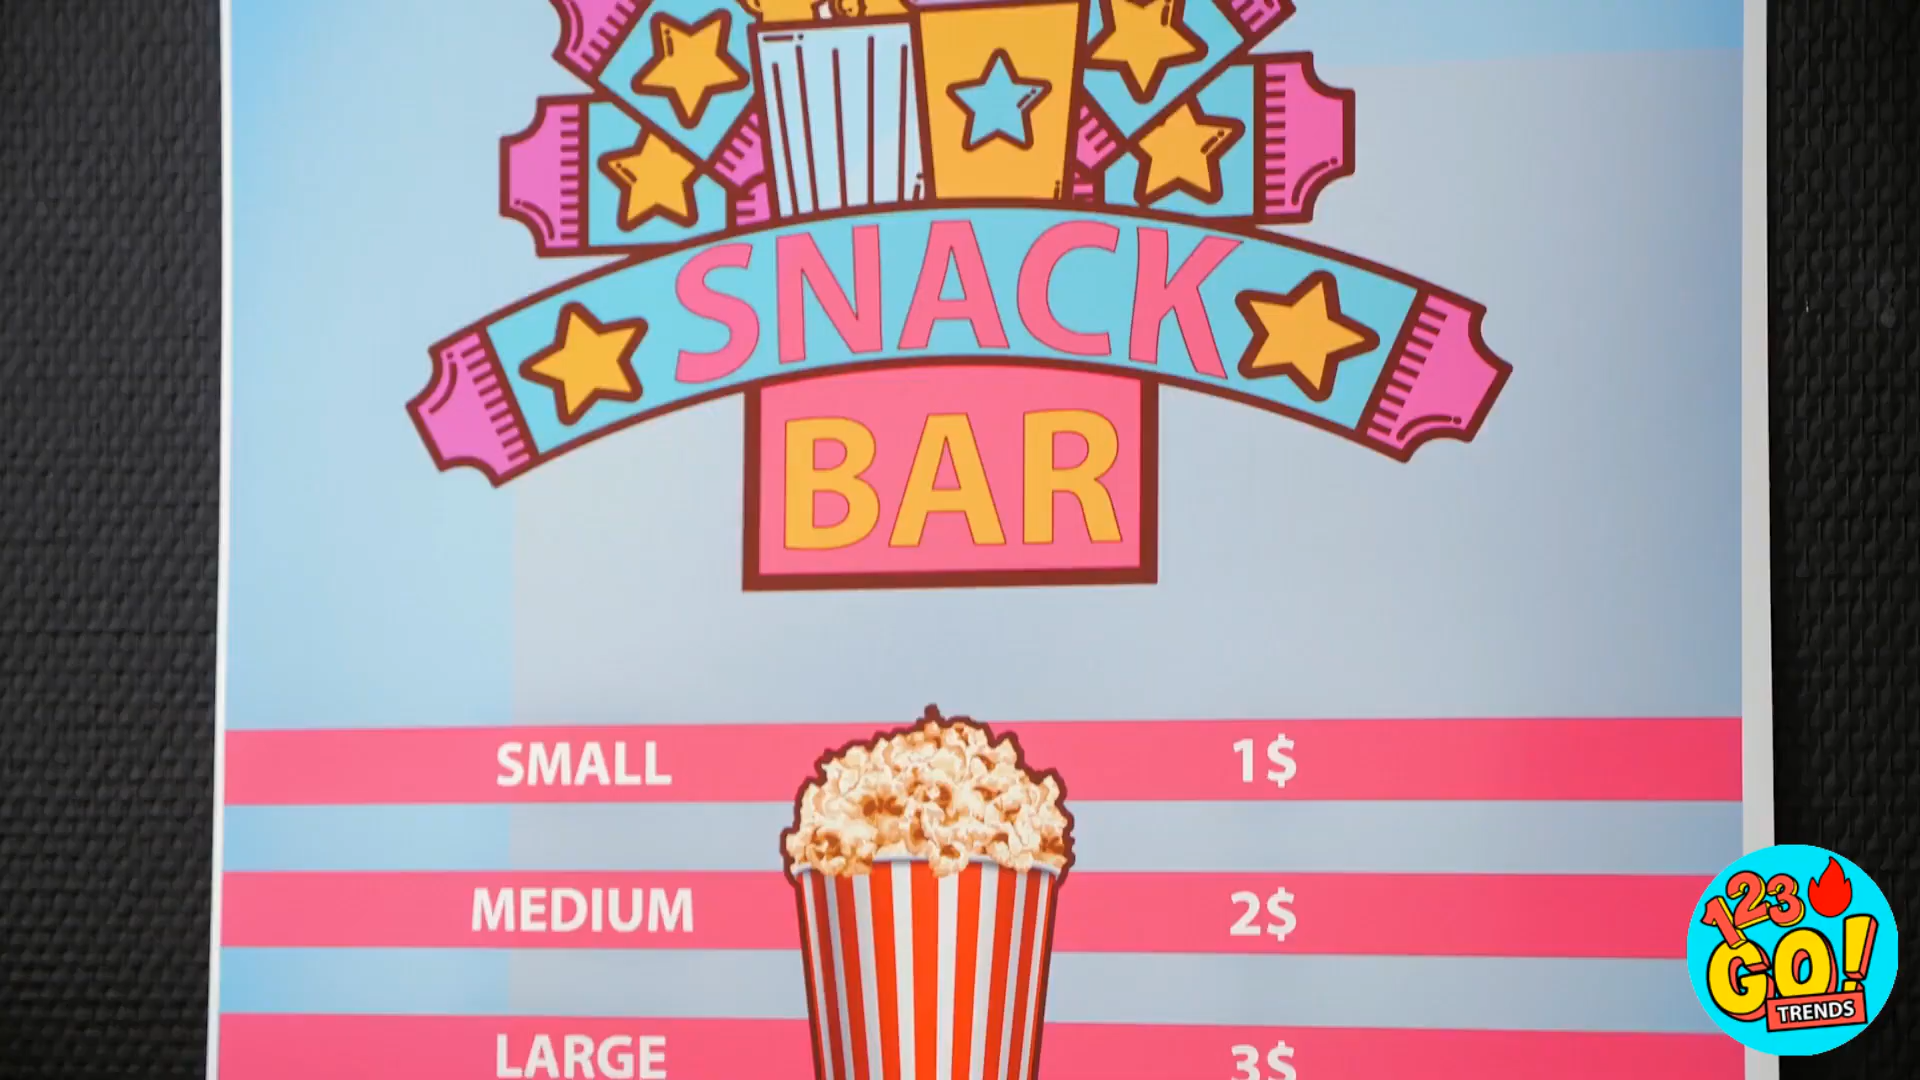 SNACK
BAR
SMALL 1$
MEDIUM 2$
LARGE 3$
123
GO!
TRENDS